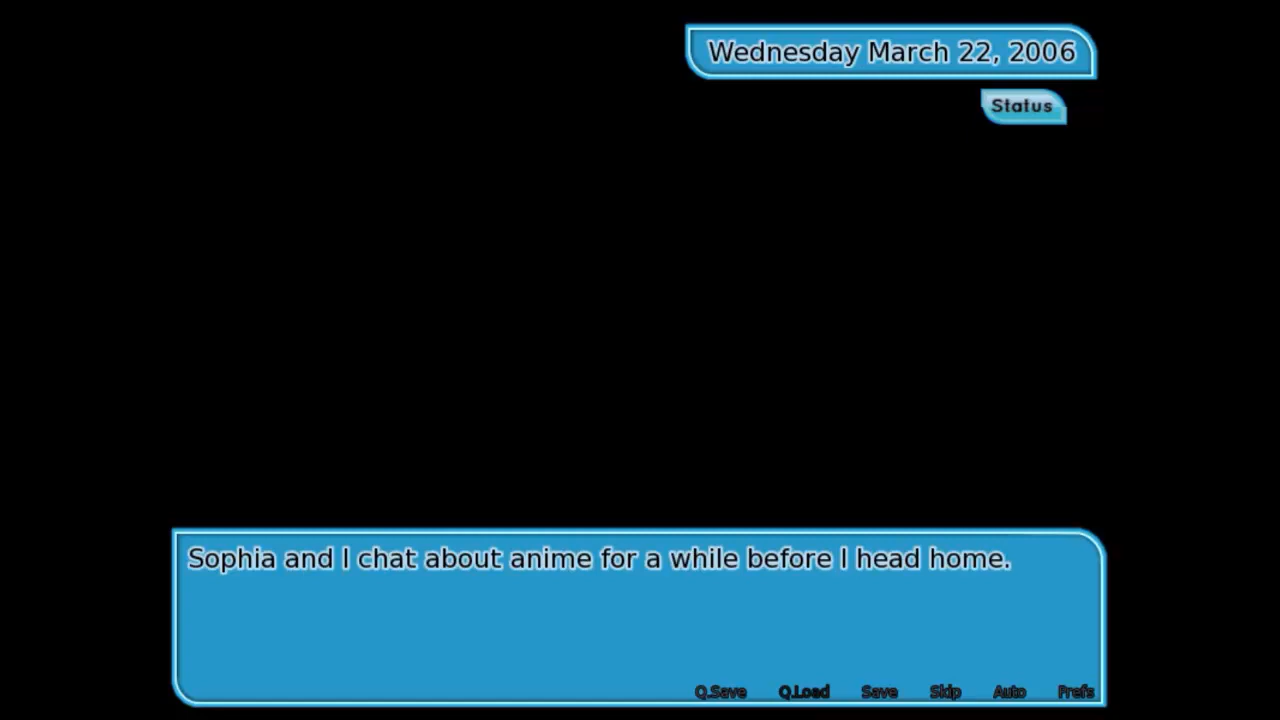 Wednesday March 22, 2006
Status
Sophia and I chat about anime for a while before I head home.
Q.Save Q.Load Save Skip Auto Prefs